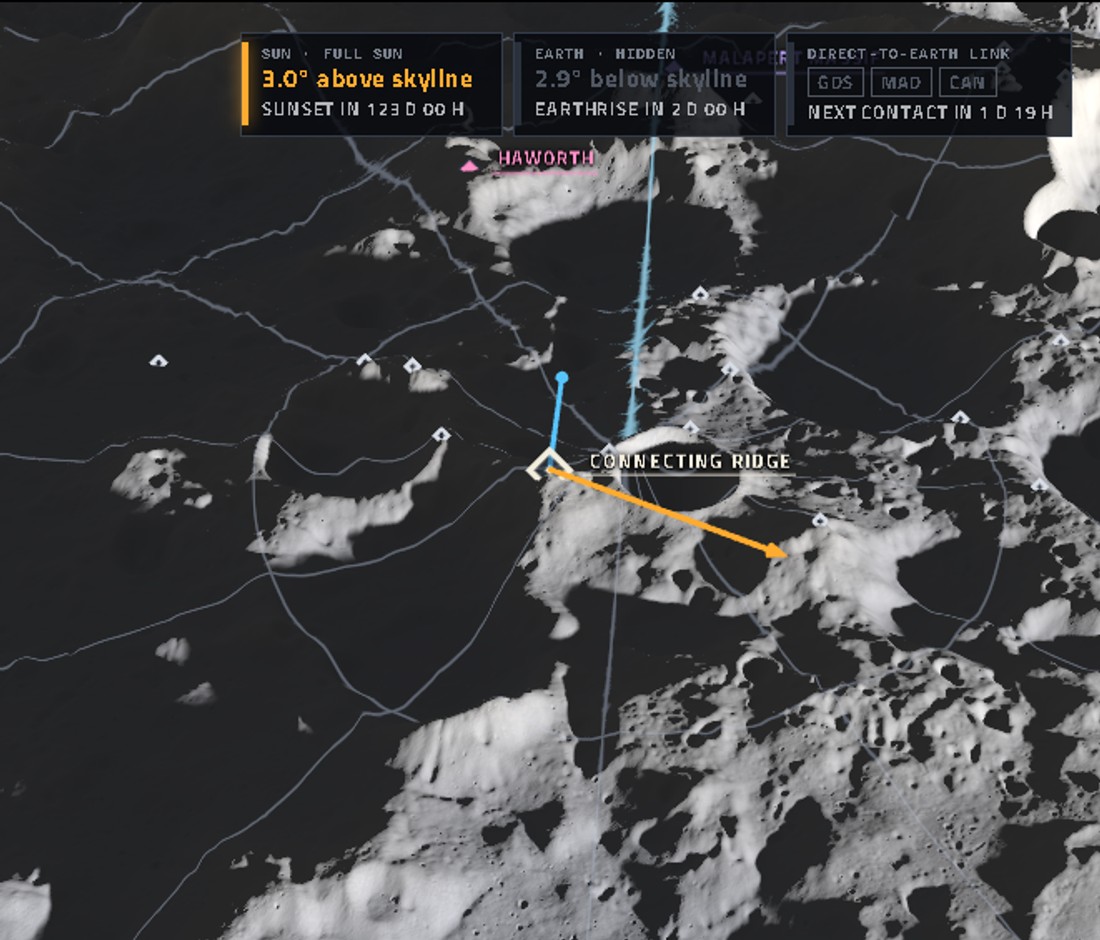 SUN · FULL SUN
3.0° above skyline
SUNSET IN 123 D 00 H
EARTH · HIDDEN
2.9° below skyline
EARTHRISE IN 2 D 00 H
DIRECT-TO-EARTH LINK
GDS MAD CAN
NEXT CONTACT IN 1 D 19 H
MALAPERT
HAWORTH
CONNECTING RIDGE